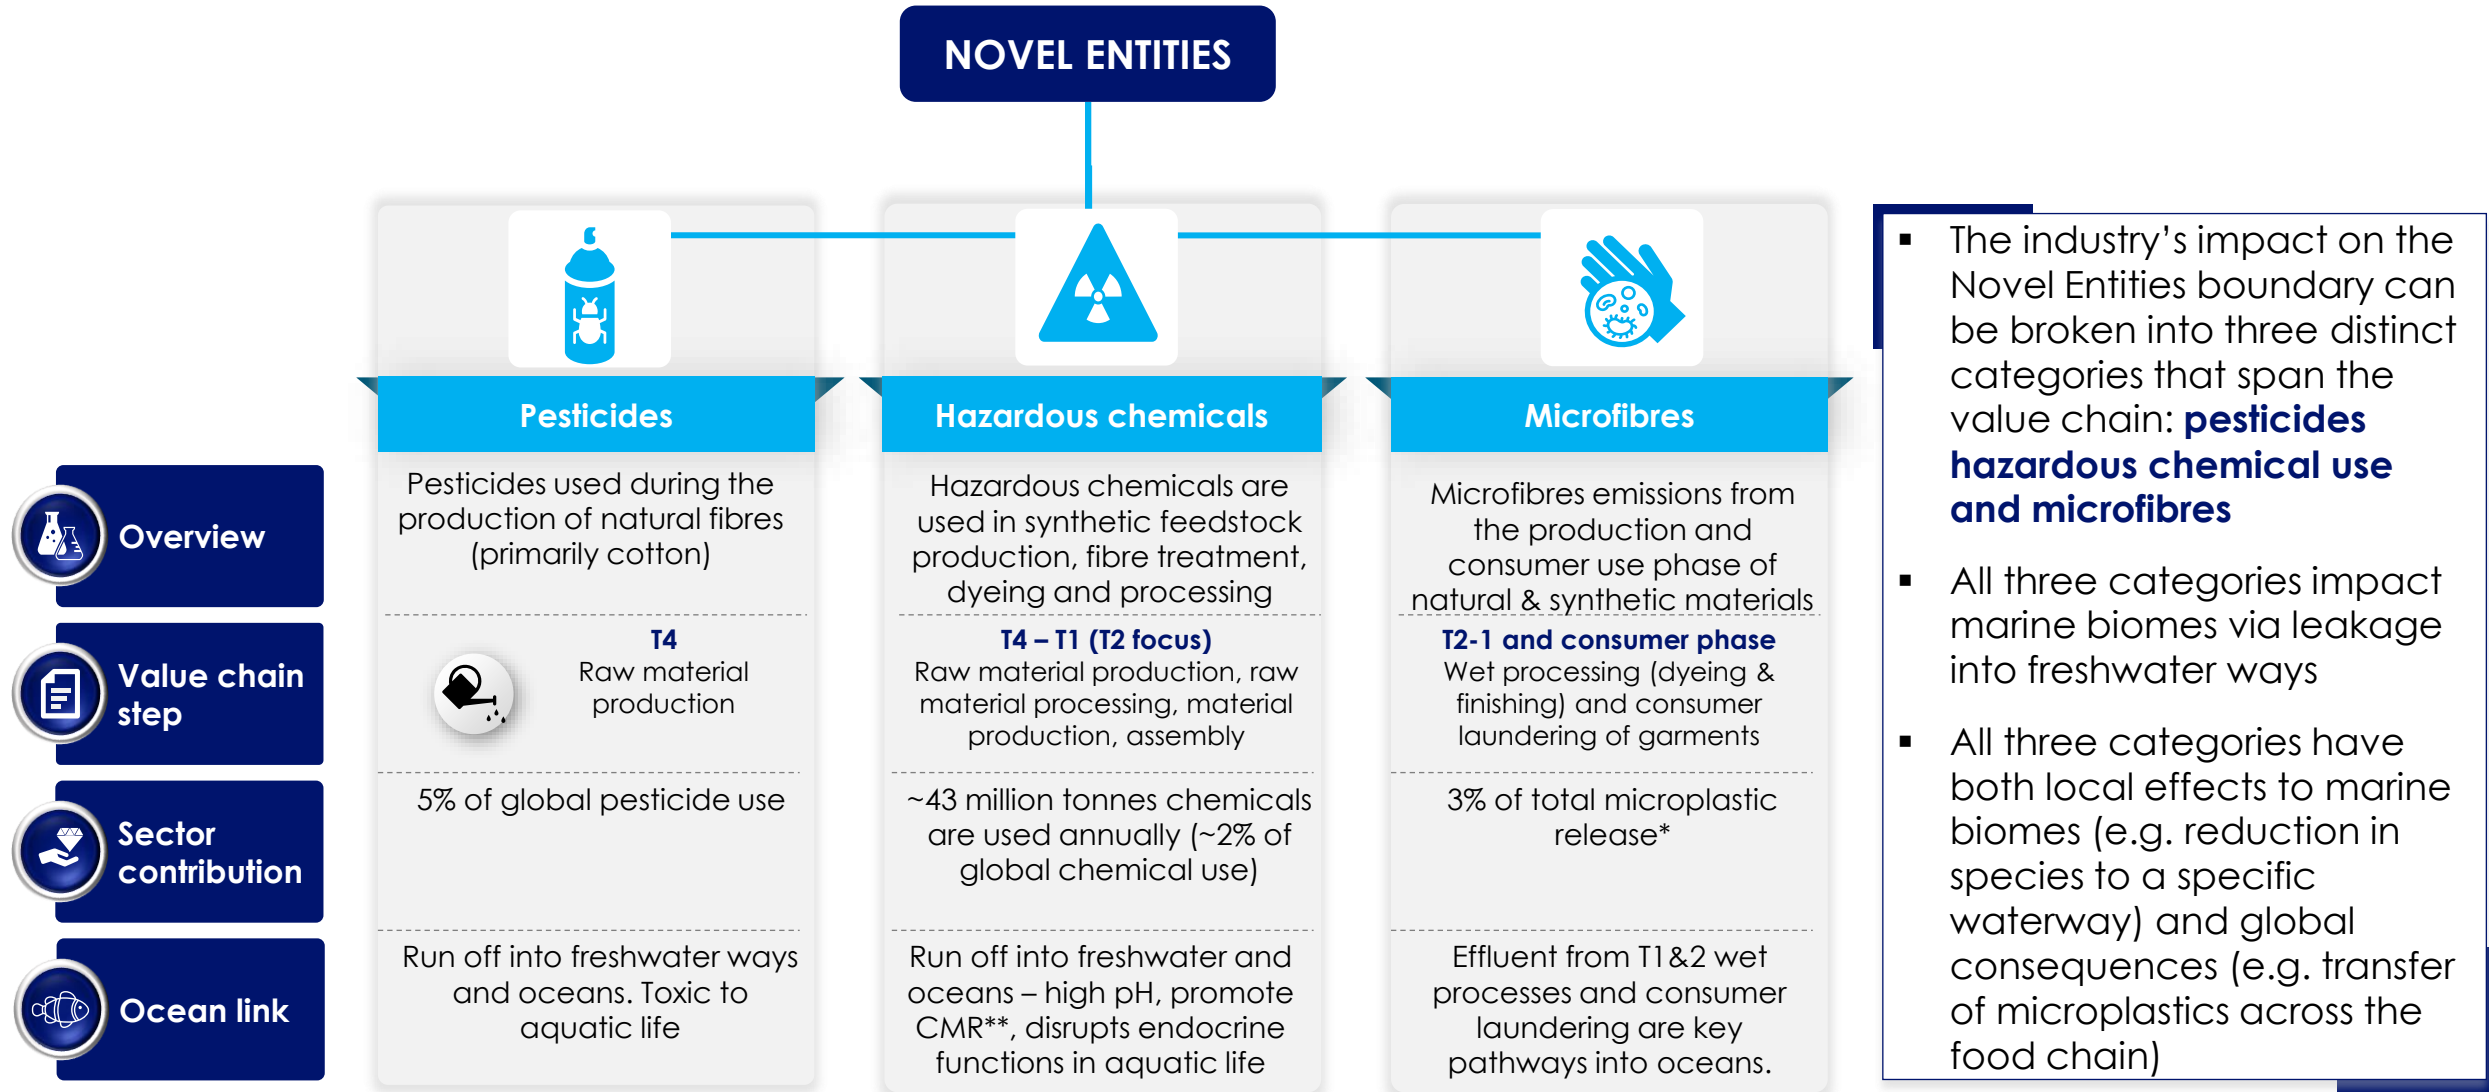 NOVEL ENTITIES
Pesticides
Hazardous chemicals
Microfibres
Overview
Pesticides used during the
production of natural fibres
(primarily cotton)
Hazardous chemicals are
used in synthetic feedstock
production, fibre treatment,
dyeing and processing
Microfibres emissions from
the production and
consumer use phase of
natural & synthetic materials
Value chain
step
T4
Raw material
production
T4 – T1 (T2 focus)
Raw material production, raw
material processing, material
production, assembly
T2-1 and consumer phase
Wet processing (dyeing &
finishing) and consumer
laundering of garments
Sector
contribution
5% of global pesticide use
~43 million tonnes chemicals
are used annually (~2% of
global chemical use)
3% of total microplastic
release*
Ocean link
Run off into freshwater ways
and oceans. Toxic to
aquatic life
Run off into freshwater and
oceans – high pH, promote
CMR**, disrupts endocrine
functions in aquatic life
Effluent from T1&2 wet
processes and consumer
laundering are key
pathways into oceans.
▪ The industry's impact on the
Novel Entities boundary can
be broken into three distinct
categories that span the
value chain: pesticides
hazardous chemical use
and microfibres
▪ All three categories impact
marine biomes via leakage
into freshwater ways
▪ All three categories have
both local effects to marine
biomes (e.g. reduction in
species to a specific
waterway) and global
consequences (e.g. transfer
of microplastics across the
food chain)